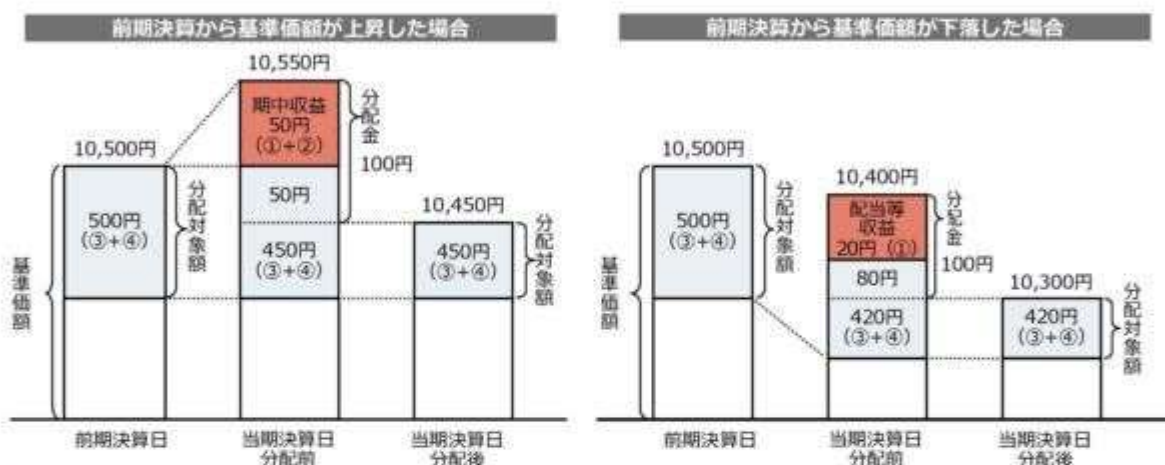 前期決算から基準価額が上昇した場合
10,550円
期中収益
50円
(①+②)
分配金
100円
10,500円
500円
(③+④)
分配対象額
50円
10,450円
450円
(③+④)
450円
(③+④)
分配対象額
基準価額
前期決算日
当期決算日
分配前
当期決算日
分配後
前期決算から基準価額が下落した場合
10,500円
500円
(③+④)
分配対象額
10,400円
配当等
収益
20円(①)
分配金
100円
80円
10,300円
420円
(③+④)
420円
(③+④)
分配対象額
基準価額
前期決算日
当期決算日
分配前
当期決算日
分配後